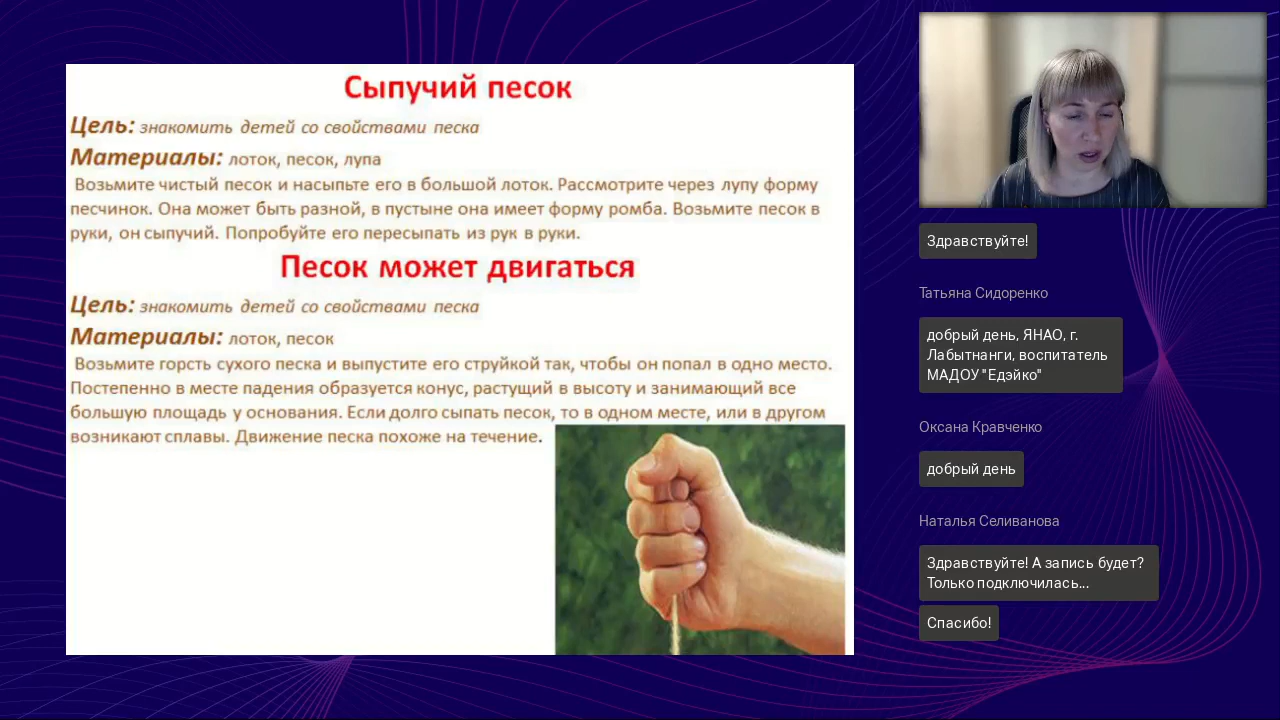 Сыпучий песок
Цель: знакомить детей со свойствами песка
Материалы: лоток, песок, лупа
Возьмите чистый песок и насыпьте его в большой лоток. Рассмотрите через лупу форму
песчинок. Она может быть разной, в пустыне она имеет форму ромба. Возьмите песок в
руки, он сыпучий. Попробуйте его пересыпать из рук в руки.
Песок может двигаться
Цель: знакомить детей со свойствами песка
Материалы: лоток, песок
Возьмите горсть сухого песка и выпустите его струйкой так, чтобы он попал в одно место.
Постепенно в месте падения образуется конус, растущий в высоту и занимающий все
большую площадь у основания. Если долго сыпать песок, то в одном месте, или в другом
возникают сплавы. Движение песка похоже на течение.
Здравствуйте!
Татьяна Сидоренко
добрый день, ЯНАО, г.
Лабытнанги, воспитатель
МАДОУ "Едэйко"
Оксана Кравченко
добрый день
Наталья Селиванова
Здравствуйте! А запись будет?
Только подключилась...
Спасибо!